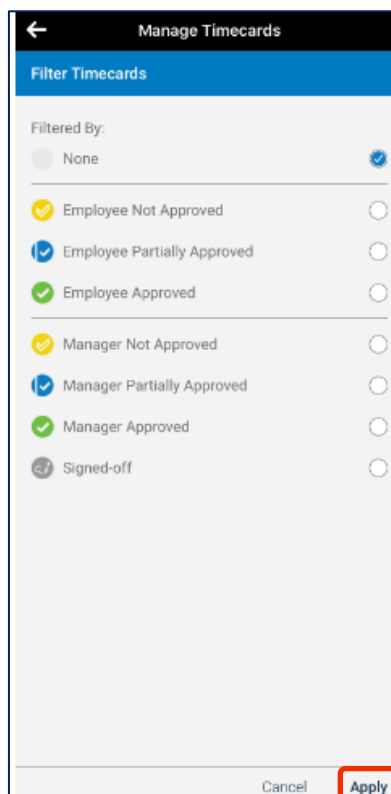 Manage Timecards
Filter Timecards
Filtered By:
None
Employee Not Approved
Employee Partially Approved
Employee Approved
Manager Not Approved
Manager Partially Approved
Manager Approved
Signed-off
Cancel Apply